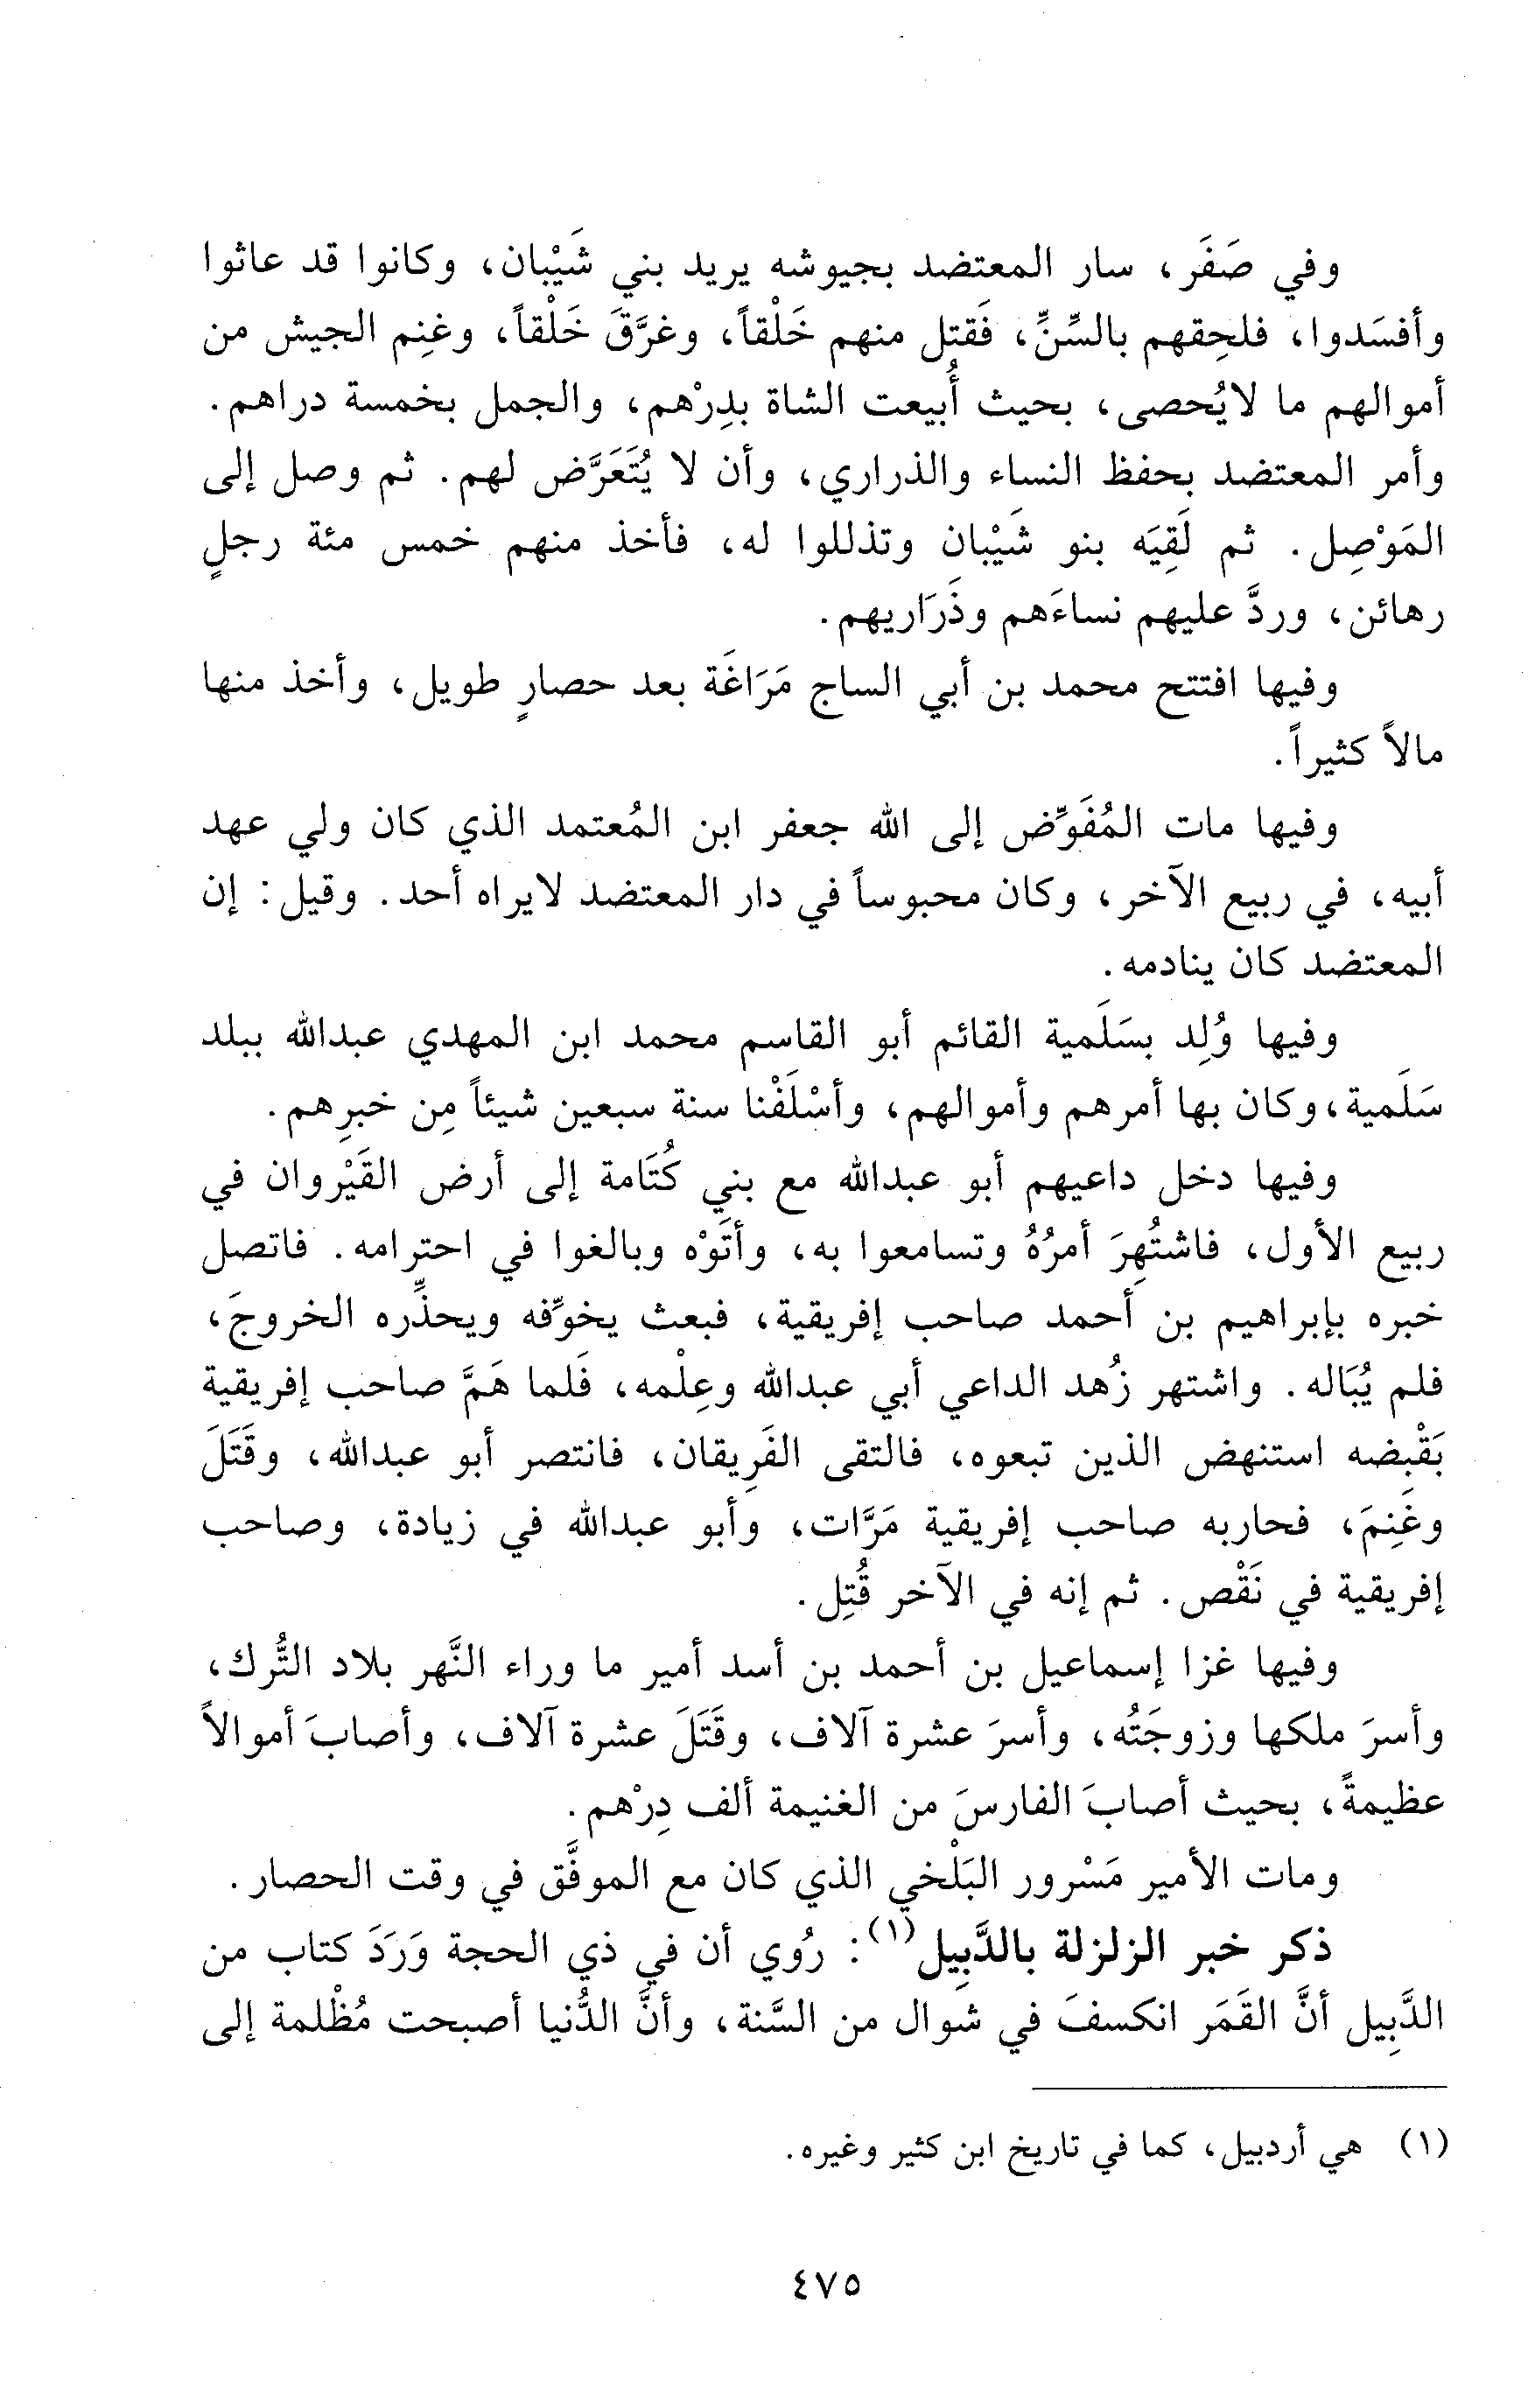 وفي صَفَر، سار المعتضد بجيوشه يريد بني شَيْبان، وكانوا قد عاثوا
وأفسَدوا، فلحِقهم بالسِّنِّ، فَقتل منهم خَلْقاً، وغرَّقَ خَلْقاً، وغنِم الجيش من
أموالهم ما لايُحصى، بحيث أُبيعت الشاة بدِرْهم، والجمل بخمسة دراهم.
وأمر المعتضد بحفظ النساء والذراري، وأن لا يُتَعَرَّض لهم. ثم وصل إلى
المَوْصِل. ثم لَقِيَه بنو شَيْبان وتذللوا له، فأخذ منهم خمس مئة رجلٍ
رهائن، وردَّ عليهم نساءَهم وذَرَاريهم.
وفيها افتتح محمد بن أبي الساج مَرَاغَة بعد حصارٍ طويل، وأخذ منها
مالاً كثيراً.
وفيها مات المُفَوِّض إلى الله جعفر ابن المُعتمد الذي كان ولي عهد
أبيه، في ربيع الآخر، وكان محبوساً في دار المعتضد لايراه أحد. وقيل: إن
المعتضد كان ينادمه.
وفيها وُلِد بسَلَمية القائم أبو القاسم محمد ابن المهدي عبدالله ببلد
سَلَمية، وكان بها أمرهم وأموالهم، وأسْلَفْنا سنة سبعين شيئاً مِن خبرِهم.
وفيها دخل داعيهم أبو عبدالله مع بني كُتَامة إلى أرض القَيْروان في
ربيع الأول، فاشتُهِرَ أمرُهُ وتسامعوا به، وأتَوْه وبالغوا في احترامه. فاتصل
خبره بإبراهيم بن أحمد صاحب إفريقية، فبعث يخوِّفه ويحذِّره الخروجَ،
فلم يُبَاله. واشتهر زُهد الداعي أبي عبدالله وعِلْمه، فَلما هَمَّ صاحب إفريقية
بَقْبِضه استنهض الذين تبعوه، فالتقى الفَرِيقان، فانتصر أبو عبدالله، وقَتَلَ
وغَنِمَ، فحاربه صاحب إفريقية مَرَّات، وأبو عبدالله في زيادة، وصاحب
إفريقية في نَقْص. ثم إنه في الآخر قُتِل.
وفيها غزا إسماعيل بن أحمد بن أسد أمير ما وراء النَّهر بلاد التُّرك،
وأسرَ ملكها وزوجَتُه، وأسرَ عشرة آلاف، وقَتَلَ عشرة آلاف، وأصابَ أموالاً
عظيمةً، بحيث أصابَ الفارسَ من الغنيمة ألف دِرْهم.
ومات الأمير مَسْرور البَلْخي الذي كان مع الموفَّق في وقت الحصار.
ذكر خبر الزلزلة بالدَّبِيل(١): رُوي أن في ذي الحجة وَرَدَ كتاب من
الدَّبِيل أنَّ القَمَر انكسفَ في شوال من السَّنة، وأنَّ الدُّنيا أصبحت مُظْلمة إلى
(١) هي أردبيل، كما في تاريخ ابن كثير وغيره.
٤٧٥